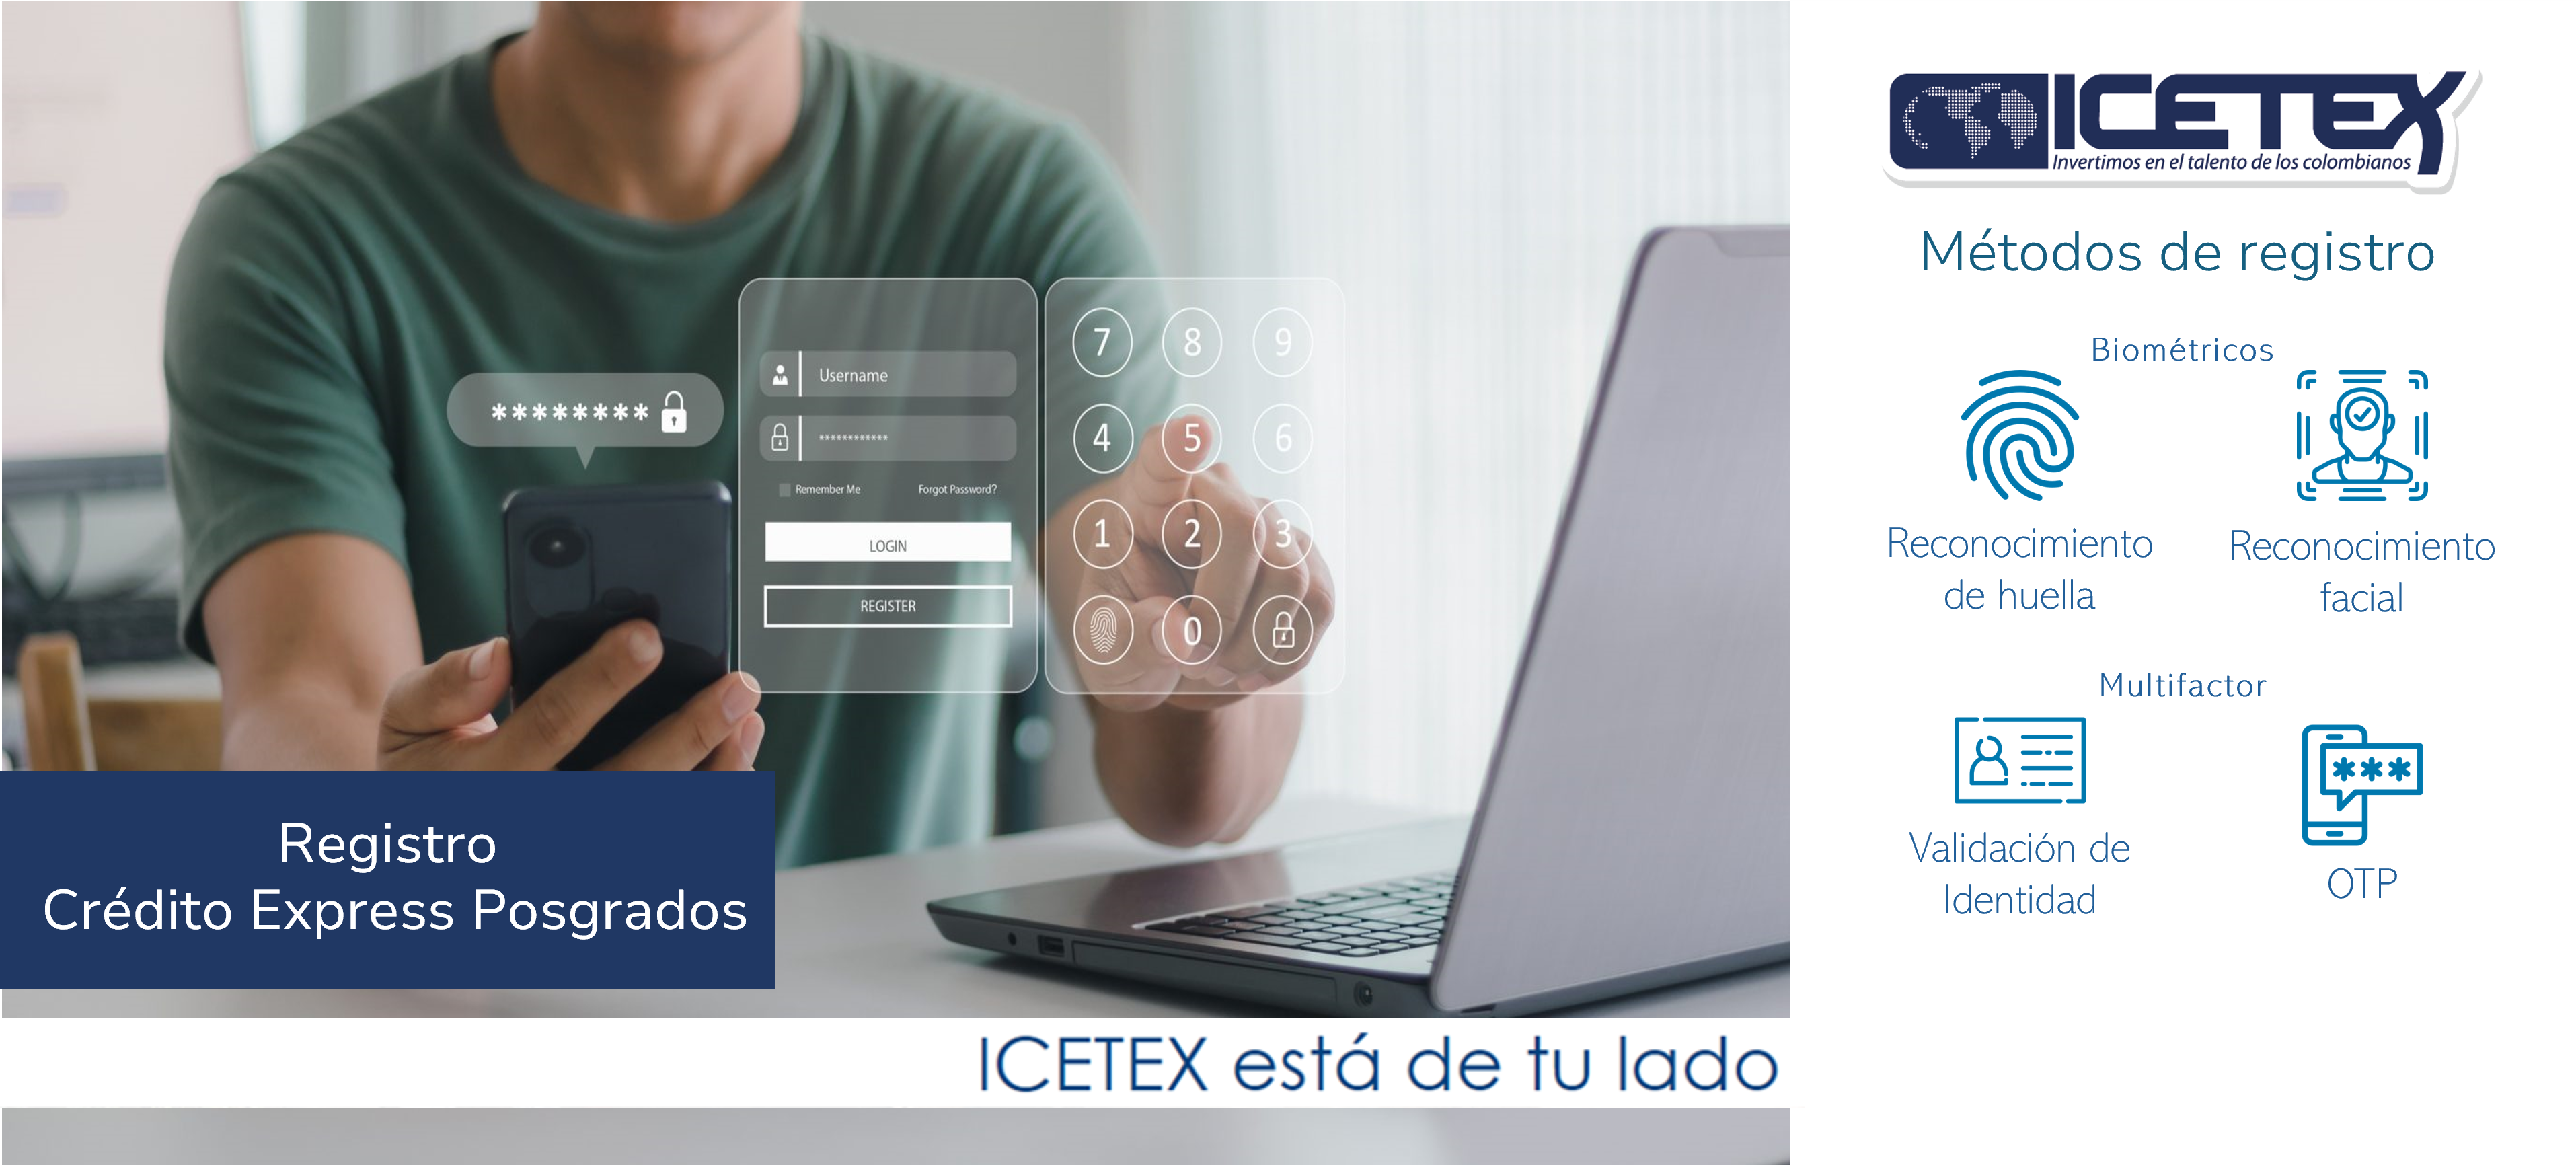 ICETEX
Invertimos en el talento de los colombianos
Métodos de registro
Biométricos
Reconocimiento
de huella
Reconocimiento
facial
Multifactor
Validación de
Identidad
***
OTP
********
Username
************
Remember Me
Forgot Password?
LOGIN
REGISTER
7 8 9
4 5 6
1 2 3
0
Registro
Crédito Express Posgrados
ICETEX está de tu lado